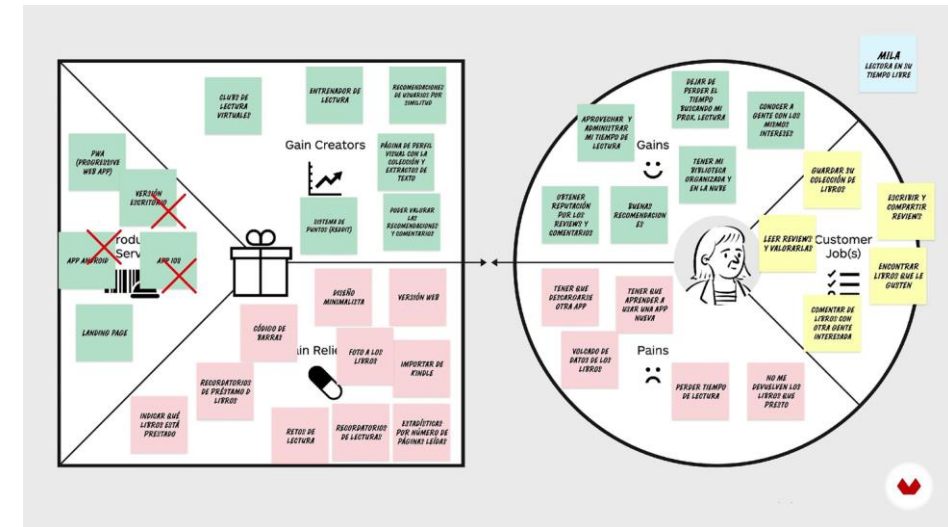 MILA
LECTORA EN SU
TIEMPO LIBRE
CLUBS DE
LECTURA
VIRTUALES
ENTRENADOR DE
LECTURA
RECOMENDACIONES
DE USUARIOS POR
SIMILITUD
Gain Creators
PÁGINA DE PERFIL
VISUAL CON LA
COLECCIÓN Y
EXTRACTOS DE
TEXTO
SISTEMA DE
PUNTOS (REDDIT)
PODER VALORAR
LAS
RECOMENDACIONES
Y COMENTARIOS
PWA
(PROGRESSIVE
WEB APP)
VERSIÓN
ESCRITORIO
APP ANDROID
rodu
Serv
APP IOS
LANDING PAGE
DISEÑO
MINIMALISTA
VERSIÓN WEB
CÓDIGO DE
BARRAS
ain Relie
FOTO A LOS
LIBROS
IMPORTAR DE
KINDLE
RECORDATORIOS
DE PRÉSTAMO D
LIBROS
INDICAR QUÉ
LIBROS ESTÁ
PRESTADO
RETOS DE
LECTURA
RECORDATORIOS
DE LECTURAS
ESTADÍSTICAS
POR NÚMERO DE
PÁGINAS LEÍDAS
DEJAR DE
PERDER EL
TIEMPO
BUSCANDO MI
PROX. LECTURA
APROVECHAR Y
ADMINISTRAR
MI TIEMPO DE
LECTURA
CONOCER A
GENTE CON LOS
MISMOS
INTERESES
Gains
TENER MI
BIBLIOTECA
ORGANIZADA Y
EN LA NUBE
OBTENER
REPUTACIÓN
POR LOS
REVIEWS Y
COMENTARIOS
BUENAS
RECOMENDACION
ES
GUARDAR SU
COLECCIÓN DE
LIBROS
ESCRIBIR Y
COMPARTIR
REVIEWS
LEER REVIEWS
Y VALORARLAS
Customer
Job(s)
ENCONTRAR
LIBROS QUE LE
GUSTEN
COMENTAR DE
LIBROS CON
OTRA GENTE
INTERESADA
TENER QUE
DESCARGARSE
OTRA APP
TENER QUE
APRENDER A
USAR UNA APP
NUEVA
VOLCADO DE
DATOS DE LOS
LIBROS
Pains
PERDER TIEMPO
DE LECTURA
NO ME
DEVUELVEN LOS
LIBROS QUE
PRESTO